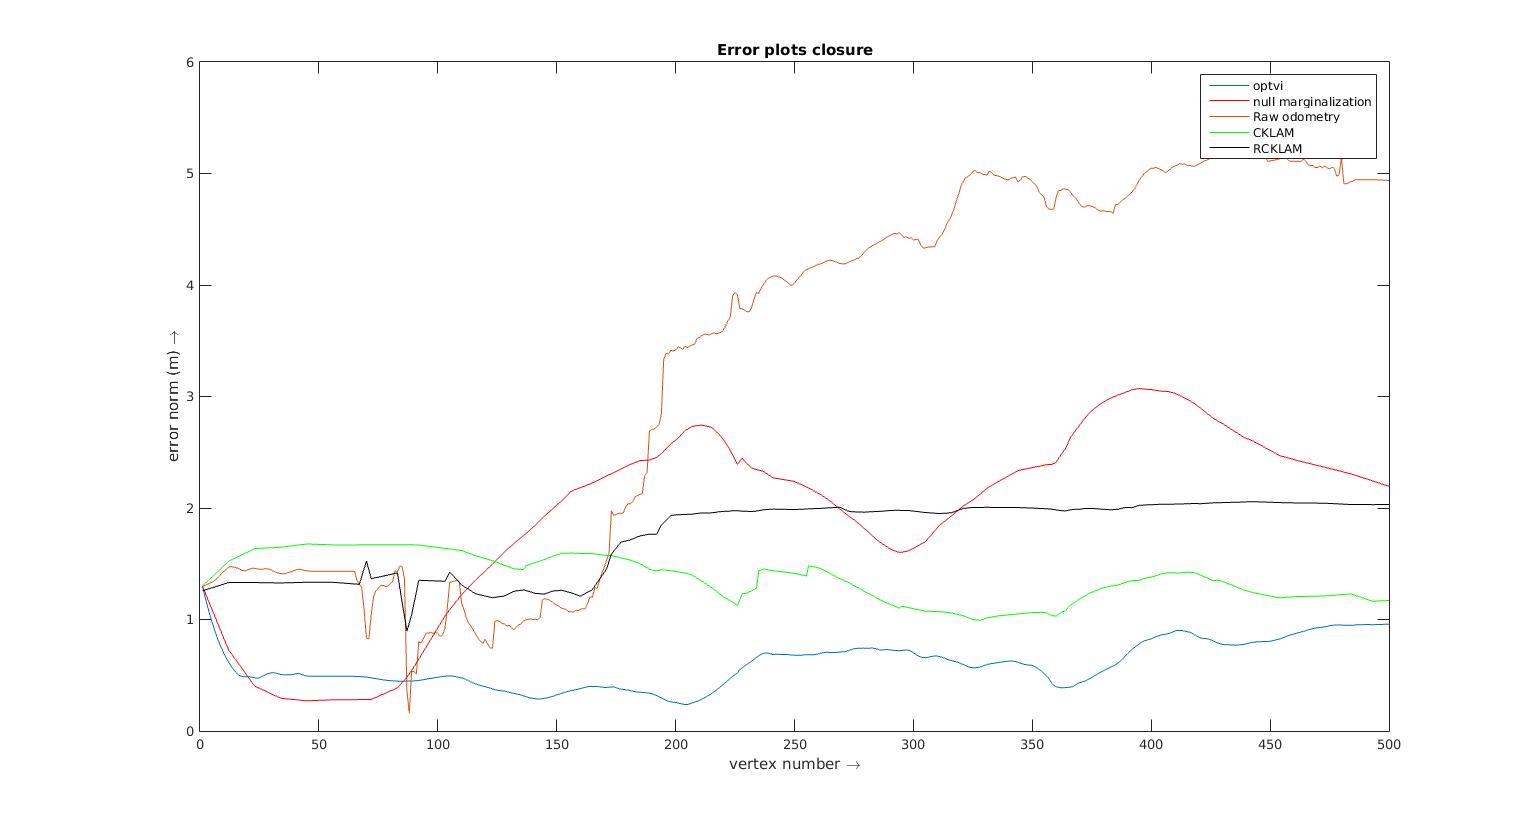 Error plots closure
6
5
4
3
2
1
0
error norm (m) →
optvi
null marginalization
Raw odometry
CKLAM
RCKLAM
0 50 100 150 200 250 300 350 400 450 500
vertex number →